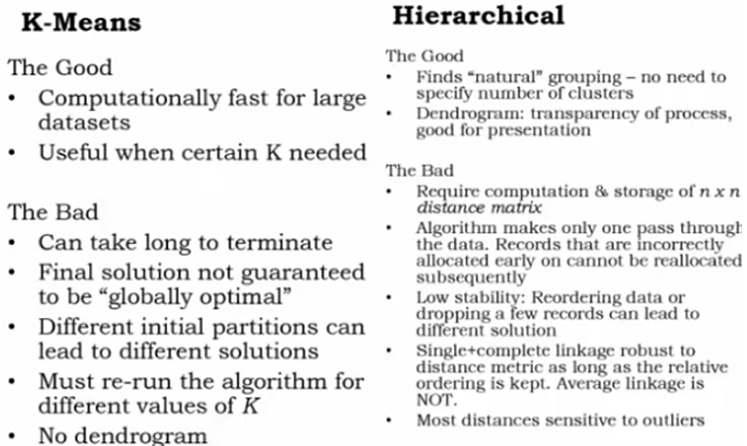 K-Means
The Good
• Computationally fast for large
datasets
• Useful when certain K needed
The Bad
• Can take long to terminate
• Final solution not guaranteed
to be “globally optimal”
• Different initial partitions can
lead to different solutions
• Must re-run the algorithm for
different values of K
• No dendrogram
Hierarchical
The Good
• Finds “natural” grouping – no need to
specify number of clusters
• Dendrogram: transparency of process,
good for presentation
The Bad
• Require computation & storage of n x n
distance matrix
• Algorithm makes only one pass through
the data. Records that are incorrectly
allocated early on cannot be reallocated
subsequently
• Low stability: Reordering data or
dropping a few records can lead to
different solution
• Single+complete linkage robust to
distance metric as long as the relative
ordering is kept. Average linkage is
NOT.
• Most distances sensitive to outliers